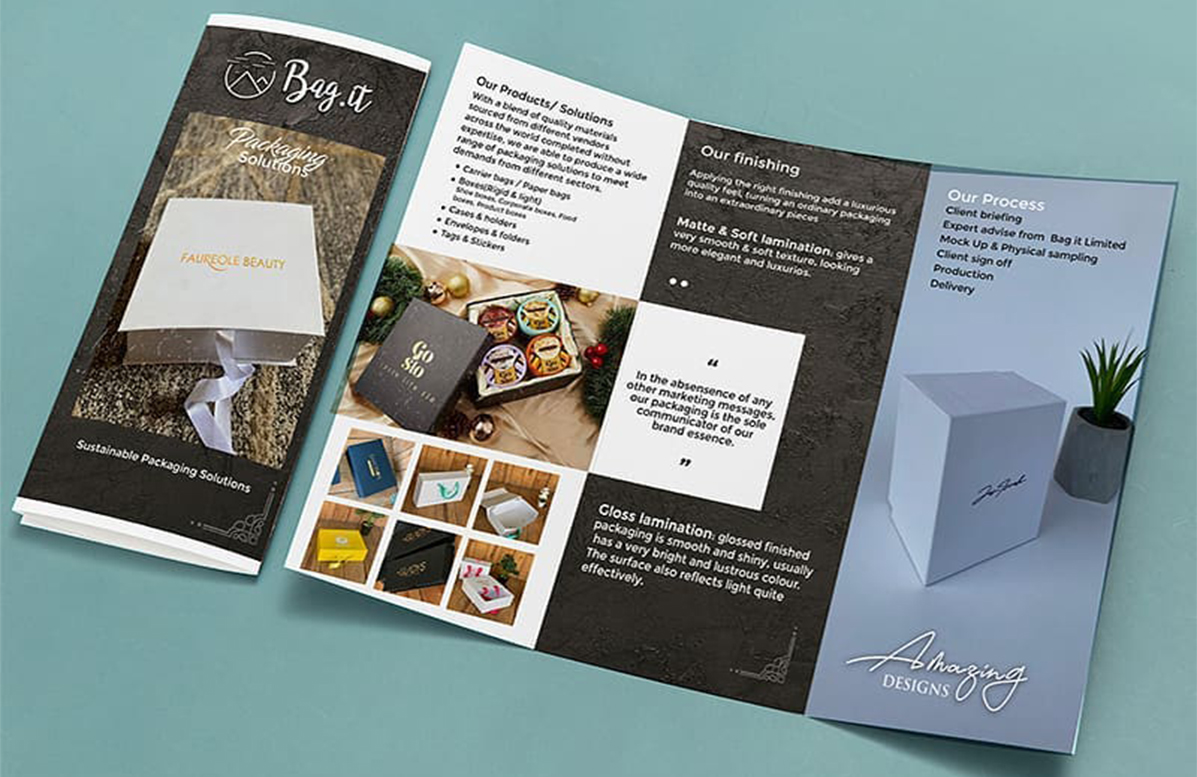 Bag.it
Packaging
Solutions
FAUREOLE BEAUTY
Sustainable Packaging Solutions
Our Products/ Solutions
With a blend of quality materials
sourced from different vendors
across the world completed without
expertise, we are able to produce a wide
range of packaging solutions to meet
demands from different sectors.
• Carrier bags / Paper bags
• Boxes(Rigid & light)
Shoe boxes, Corporate boxes, Food
boxes, Product boxes
• Cases & holders
• Envelopes & folders
• Tags & Stickers
Go
slo
Our finishing
Applying the right finishing add a luxurious
quality feel, turning an ordinary packaging
into an extraordinary pieces
Matte & Soft lamination: gives a
very smooth & soft texture, looking
more elegant and luxurios.
“
In the absensence of any
other marketing messages,
our packaging is the sole
communicator of our
brand essence.
”
Gloss lamination: glossed finished
packaging is smooth and shiny, usually
has a very bright and lustrous colour.
The surface also reflects light quite
effectively.
Our Process
Client briefing
Expert advise from Bag it Limited
Mock Up & Physical sampling
Client sign off
Production
Delivery
Amazing
DESIGNS